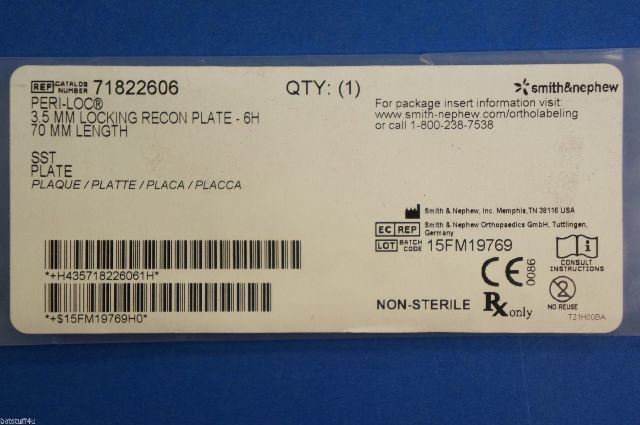 REF CATALOG NUMBER 71822606 QTY: (1) smith&nephew
PERI-LOC®
3.5 MM LOCKING RECON PLATE - 6H
70 MM LENGTH
For package insert information visit:
www.smith-nephew.com/ortholabeling
or call 1-800-238-7538
SST
PLATE
PLAQUE / PLATTE / PLACA / PLACCA
Smith & Nephew, Inc. Memphis, TN 38116 USA
EC REP Smith & Nephew Orthopaedics GmbH, Tuttlingen,
Germany
LOT BATCH CODE 15FM19769
*+H435718226061H*
CE 0086
CONSULT
INSTRUCTIONS
*+$15FM19769H0*
NON-STERILE
Rx only
2
NO REUSE
T21H00BA
botstuff4u